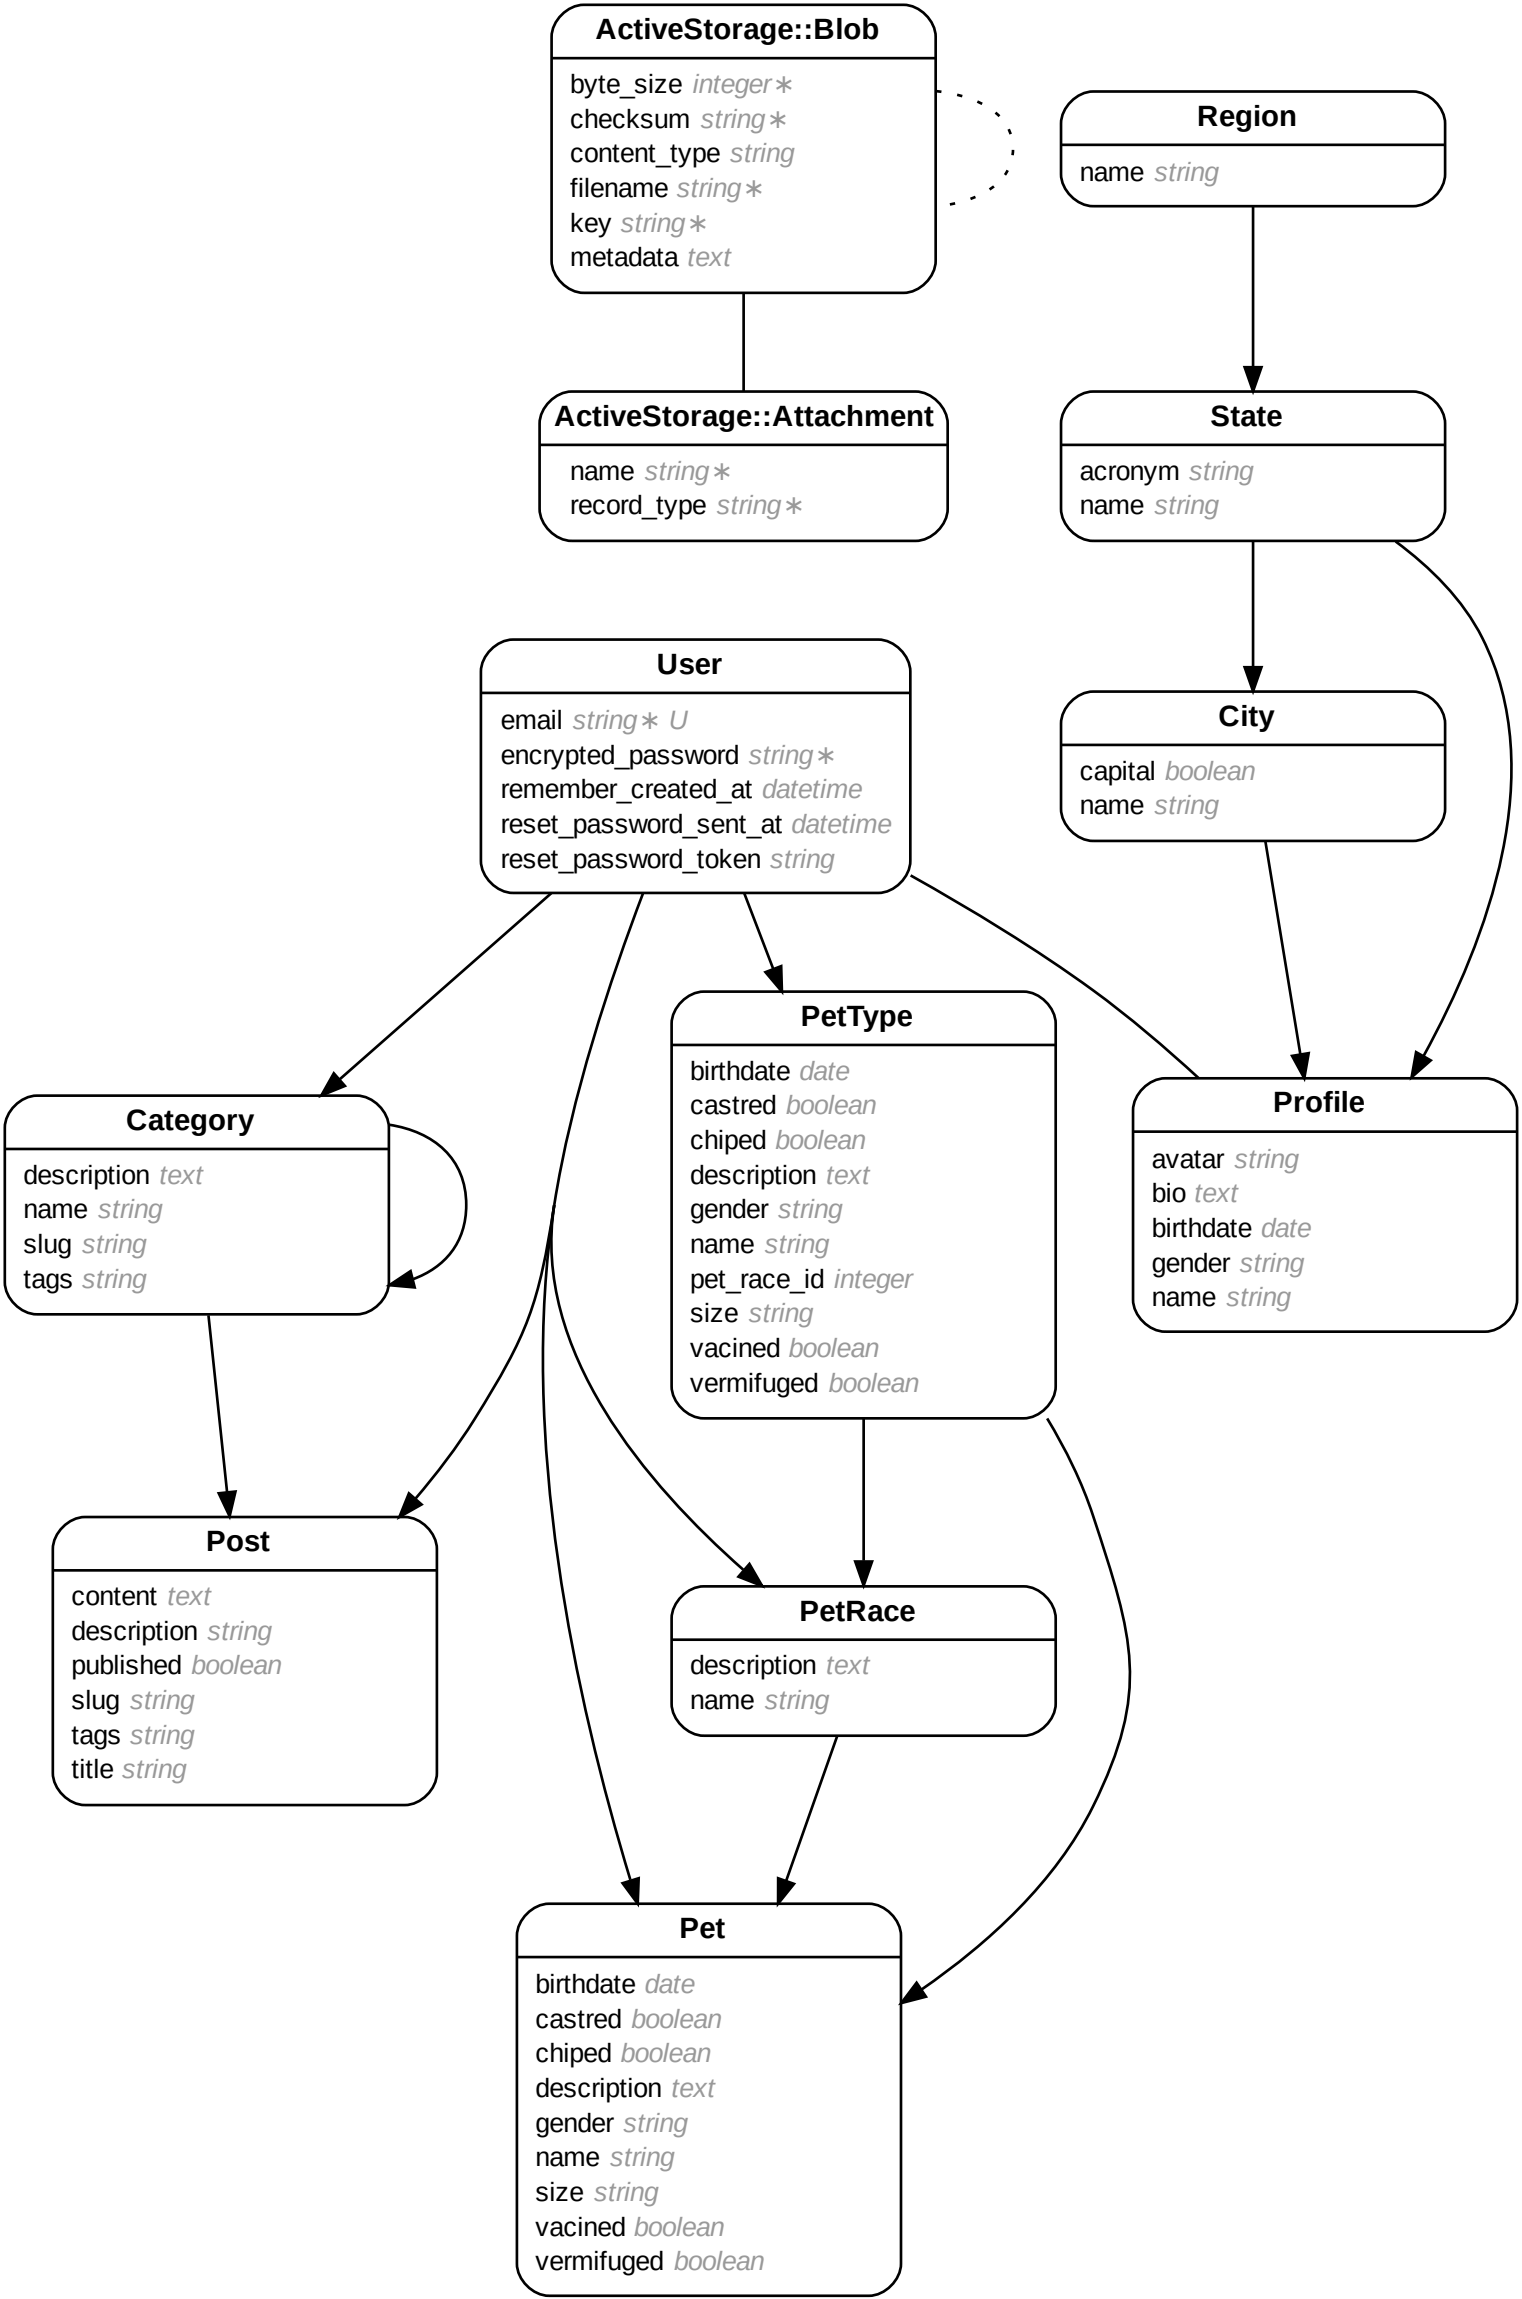 ActiveStorage::Blob
byte_size integer∗
checksum string∗
content_type string
filename string∗
key string∗
metadata text
Region
name string
ActiveStorage::Attachment
name string∗
record_type string∗
State
acronym string
name string
User
email string∗ U
encrypted_password string∗
remember_created_at datetime
reset_password_sent_at datetime
reset_password_token string
City
capital boolean
name string
PetType
birthdate date
castred boolean
chiped boolean
description text
gender string
name string
pet_race_id integer
size string
vacined boolean
vermifuged boolean
Profile
avatar string
bio text
birthdate date
gender string
name string
Category
description text
name string
slug string
tags string
Post
content text
description string
published boolean
slug string
tags string
title string
PetRace
description text
name string
Pet
birthdate date
castred boolean
chiped boolean
description text
gender string
name string
size string
vacined boolean
vermifuged boolean